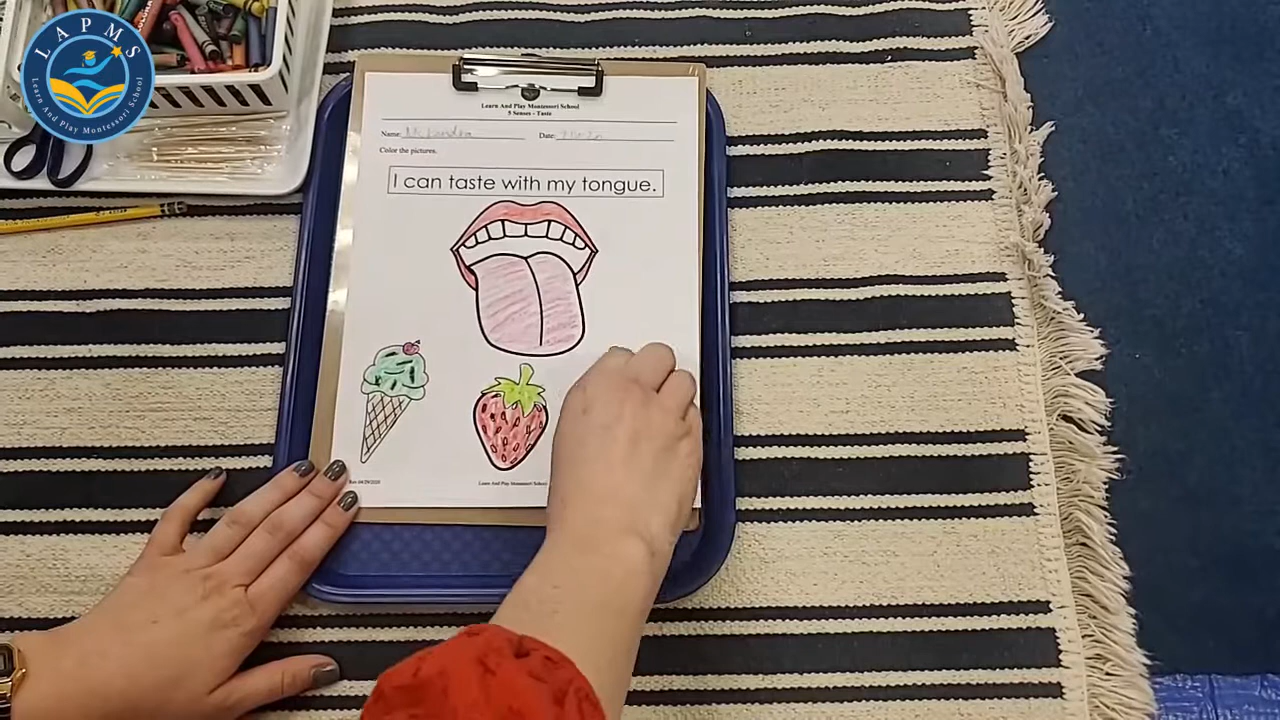 LAPMS
Learn And Play Montessori School
Learn And Play Montessori School
5 Senses - Taste
Name: Date:
Color the pictures.
I can taste with my tongue.
Learn And Play Montessori School